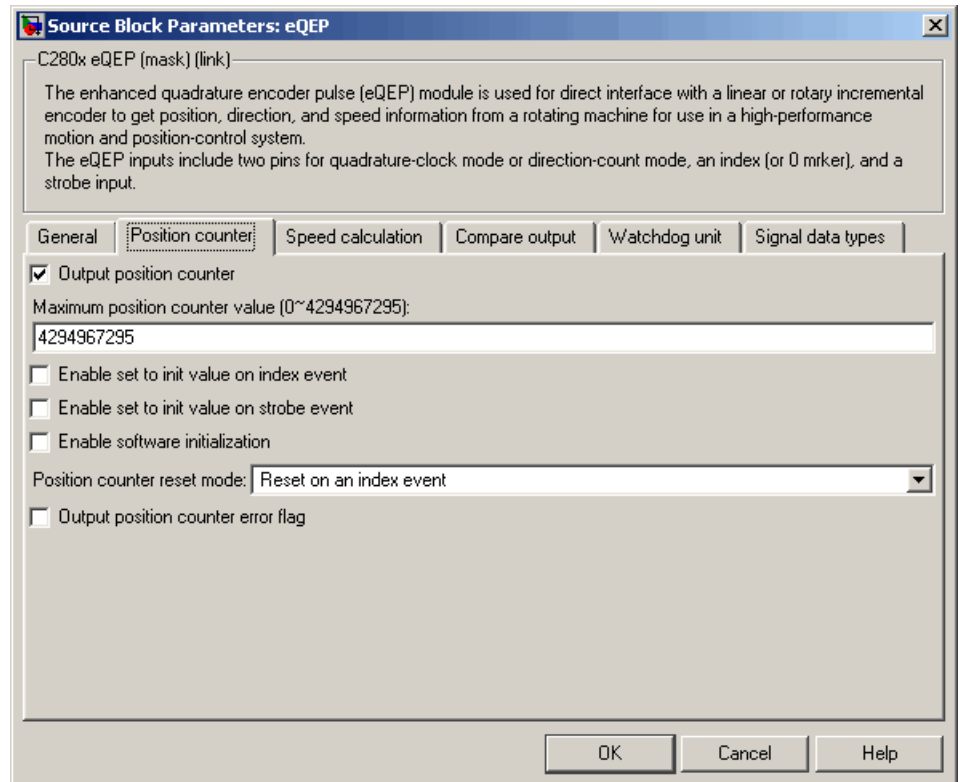 Source Block Parameters: eQEP
C280x eQEP (mask) (link)
The enhanced quadrature encoder pulse (eQEP) module is used for direct interface with a linear or rotary incremental
encoder to get position, direction, and speed information from a rotating machine for use in a high-performance
motion and position-control system.
The eQEP inputs include two pins for quadrature-clock mode or direction-count mode, an index (or 0 mrker), and a
strobe input.
General Position counter Speed calculation Compare output Watchdog unit Signal data types
Output position counter
Maximum position counter value (0~4294967295):
4294967295
Enable set to init value on index event
Enable set to init value on strobe event
Enable software initialization
Position counter reset mode: Reset on an index event
Output position counter error flag
OK Cancel Help